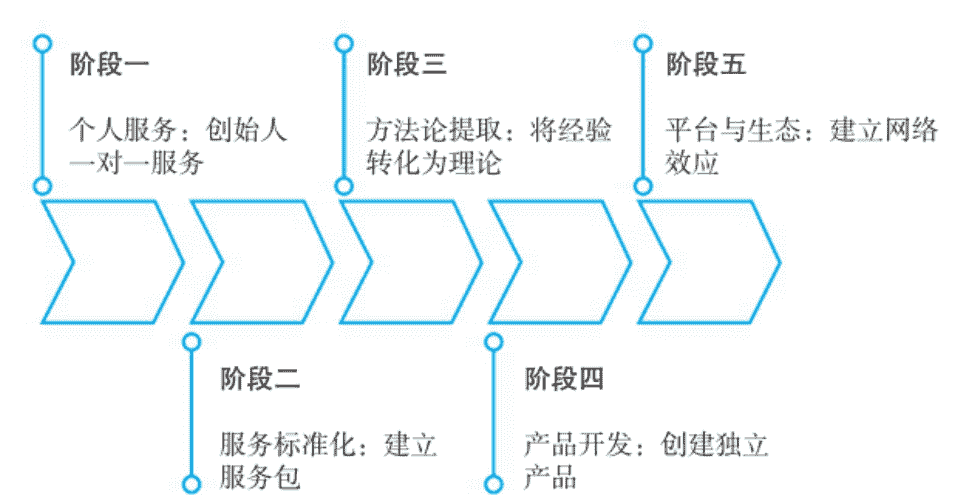 阶段一
个人服务：创始人
一对一服务
阶段二
服务标准化：建立
服务包
阶段三
方法论提取：将经验
转化为理论
阶段四
产品开发：创建独立
产品
阶段五
平台与生态：建立网络
效应